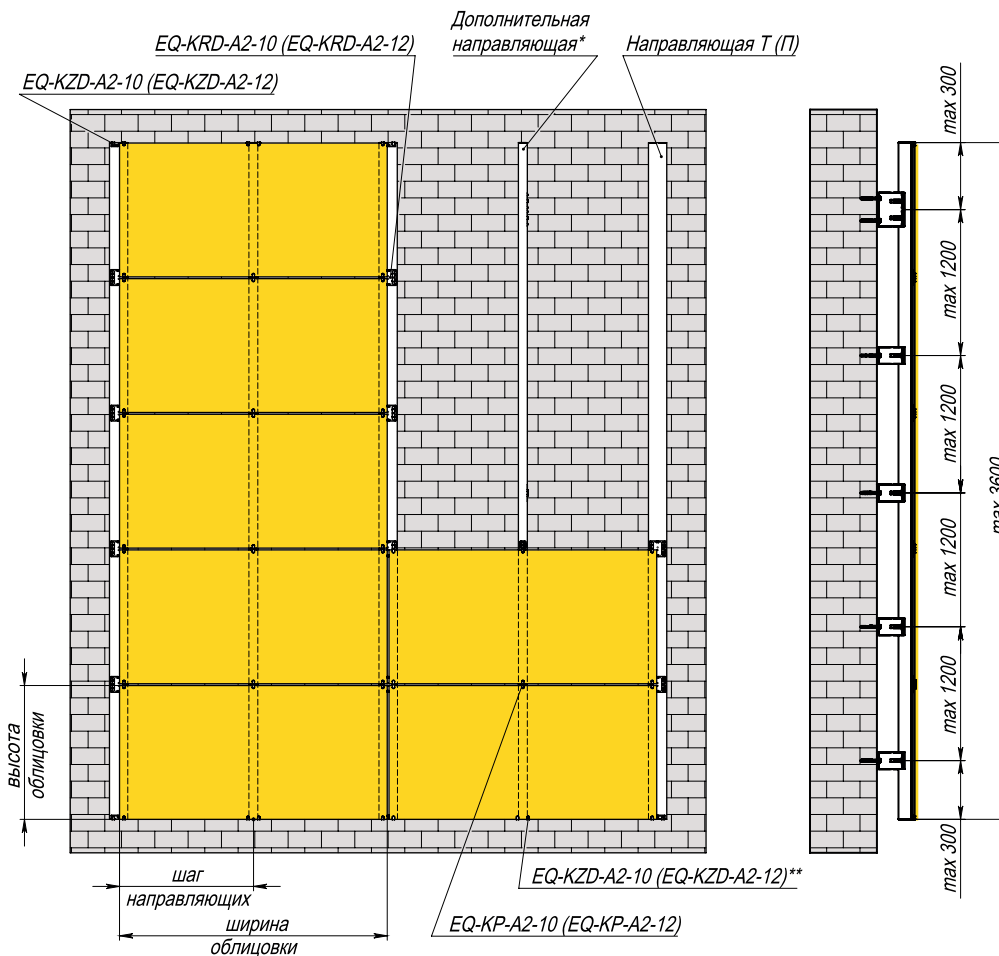 Дополнительная
направляющая*
EQ-KRD-A2-10 (EQ-KRD-A2-12)
Направляющая Т (П)
EQ-KZD-A2-10 (EQ-KZD-A2-12)
max 300
max 1200
max 1200
max 3600
max 1200
max 1200
max 300
высота
облицовки
шаг
направляющих
ширина
облицовки
EQ-KZD-A2-10 (EQ-KZD-A2-12)**
EQ-KP-A2-10 (EQ-KP-A2-12)